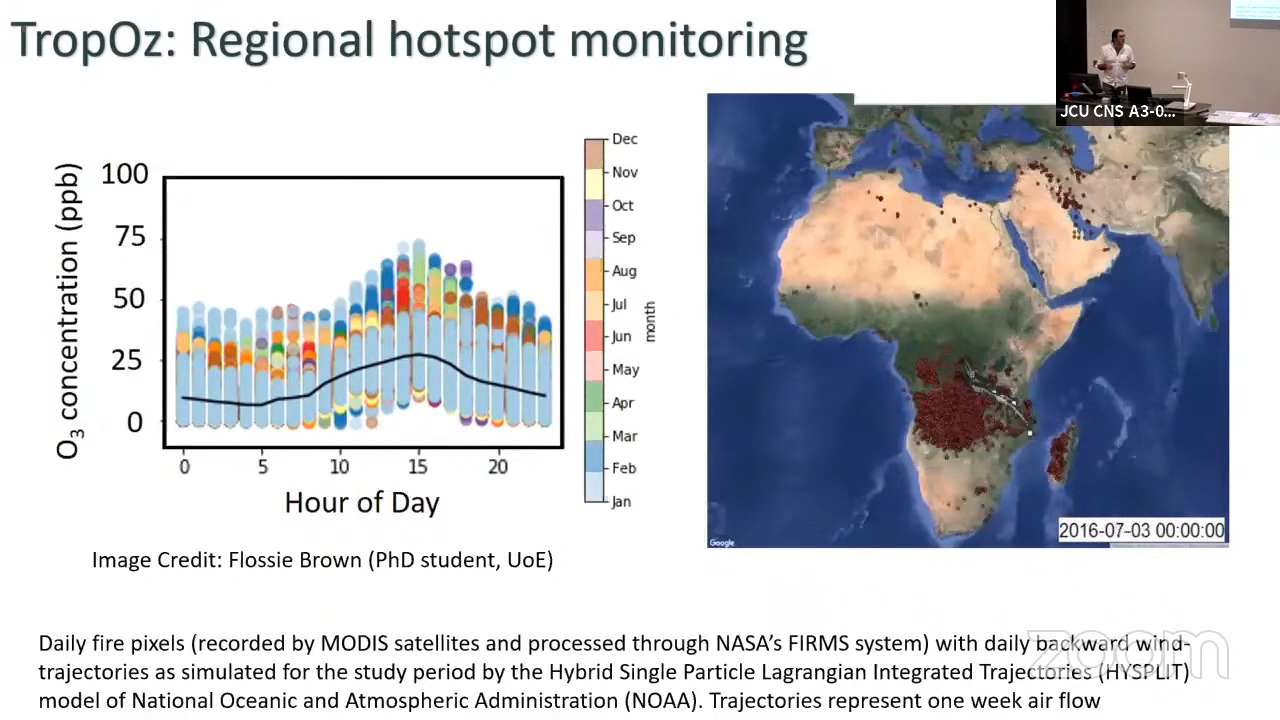 TropOz: Regional hotspot monitoring
JCU CNS A3-0...
O3 concentration (ppb)
100
75
50
25
0
0
5
10
15
20
Hour of Day
Dec
Nov
Oct
Sep
Aug
Jul
Jun
May
Apr
Mar
Feb
Jan
month
Google
2016-07-03 00:00:00
Image Credit: Flossie Brown (PhD student, UoE)
Daily fire pixels (recorded by MODIS satellites and processed through NASA's FIRMS system) with daily backward wind-
trajectories as simulated for the study period by the Hybrid Single Particle Lagrangian Integrated Trajectories (HYSPLIT)
model of National Oceanic and Atmospheric Administration (NOAA). Trajectories represent one week air flow
zoom